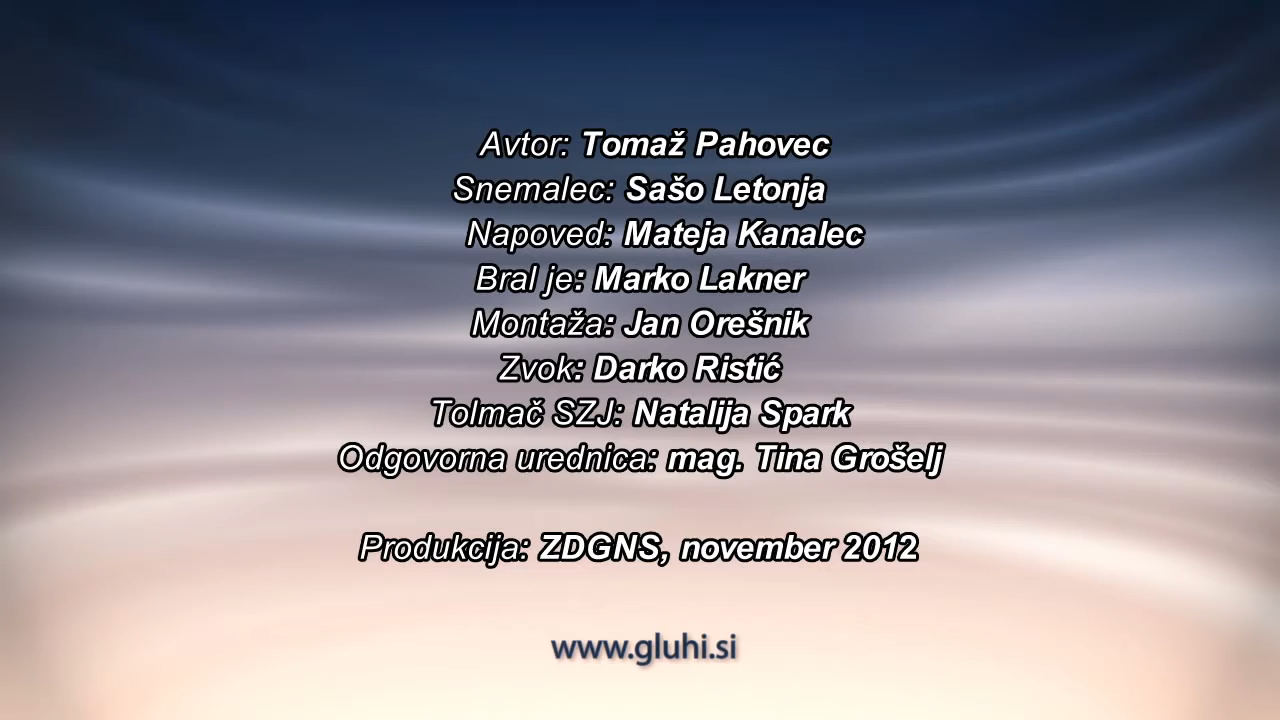 Avtor: Tomaž Pahovec
Snemalec: Sašo Letonja
Napoved: Mateja Kanalec
Bral je: Marko Lakner
Montaža: Jan Orešnik
Zvok: Darko Ristić
Tolmač SZJ: Natalija Spark
Odgovorna urednica: mag. Tina Grošelj
Produkcija: ZDGNS, november 2012
www.gluhi.si